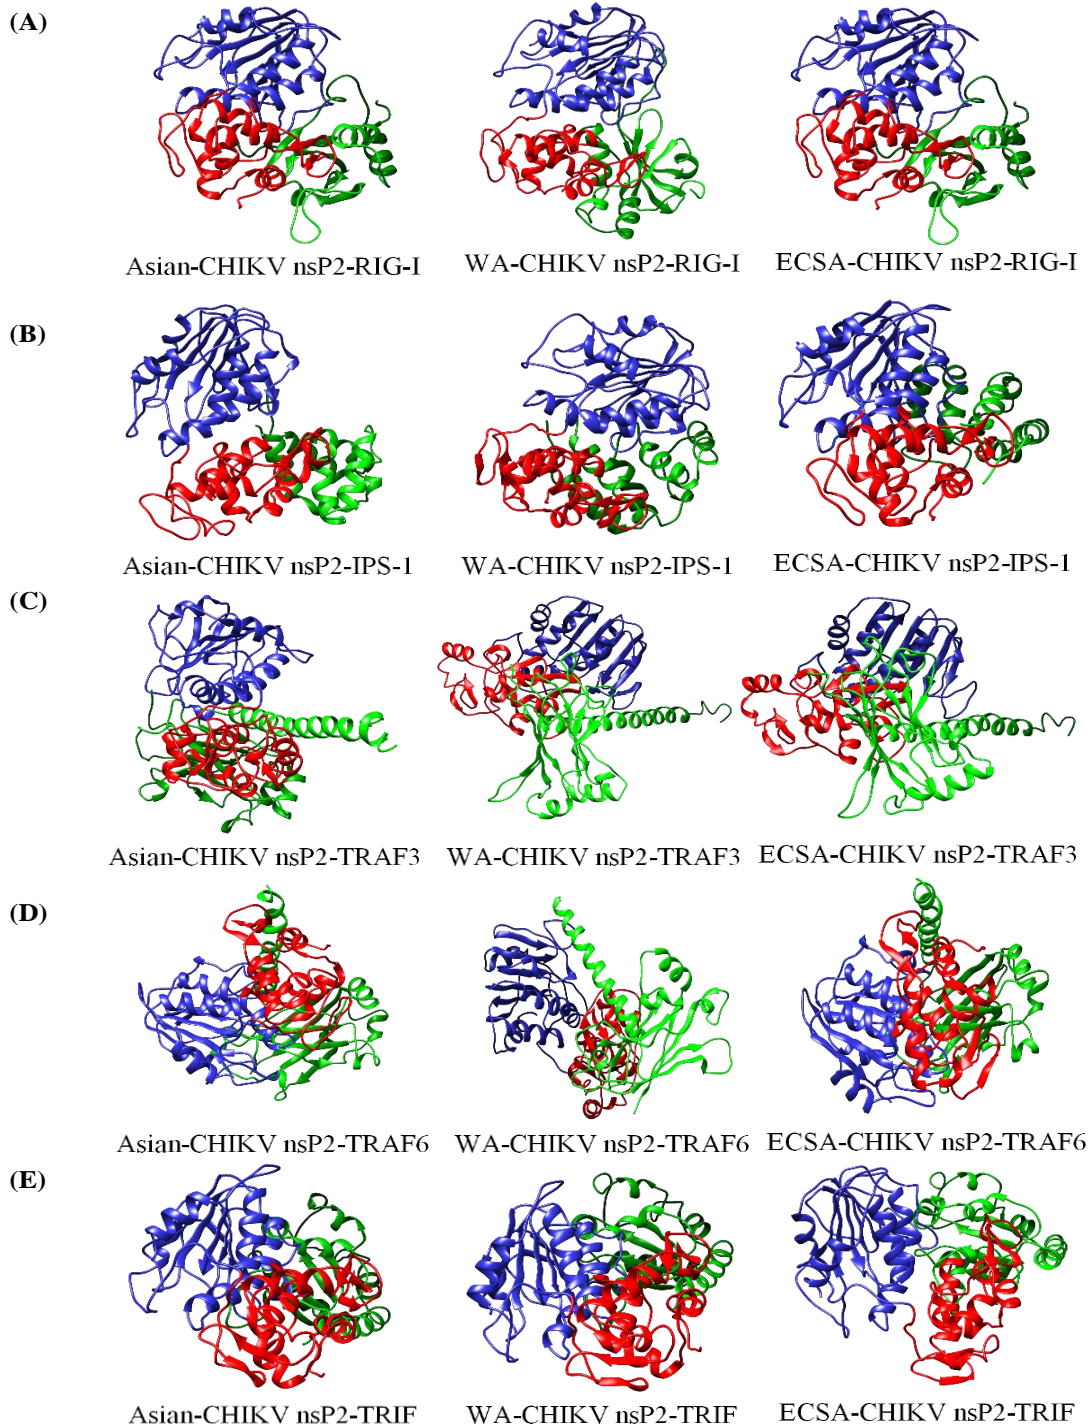 (A)
Asian-CHIKV nsP2-RIG-I
WA-CHIKV nsP2-RIG-I
ECSA-CHIKV nsP2-RIG-I
(B)
Asian-CHIKV nsP2-IPS-1
WA-CHIKV nsP2-IPS-1
ECSA-CHIKV nsP2-IPS-1
(C)
Asian-CHIKV nsP2-TRAF3
WA-CHIKV nsP2-TRAF3
ECSA-CHIKV nsP2-TRAF3
(D)
Asian-CHIKV nsP2-TRAF6
WA-CHIKV nsP2-TRAF6
ECSA-CHIKV nsP2-TRAF6
(E)
Asian-CHIKV nsP2-TRIF
WA-CHIKV nsP2-TRIF
ECSA-CHIKV nsP2-TRIF